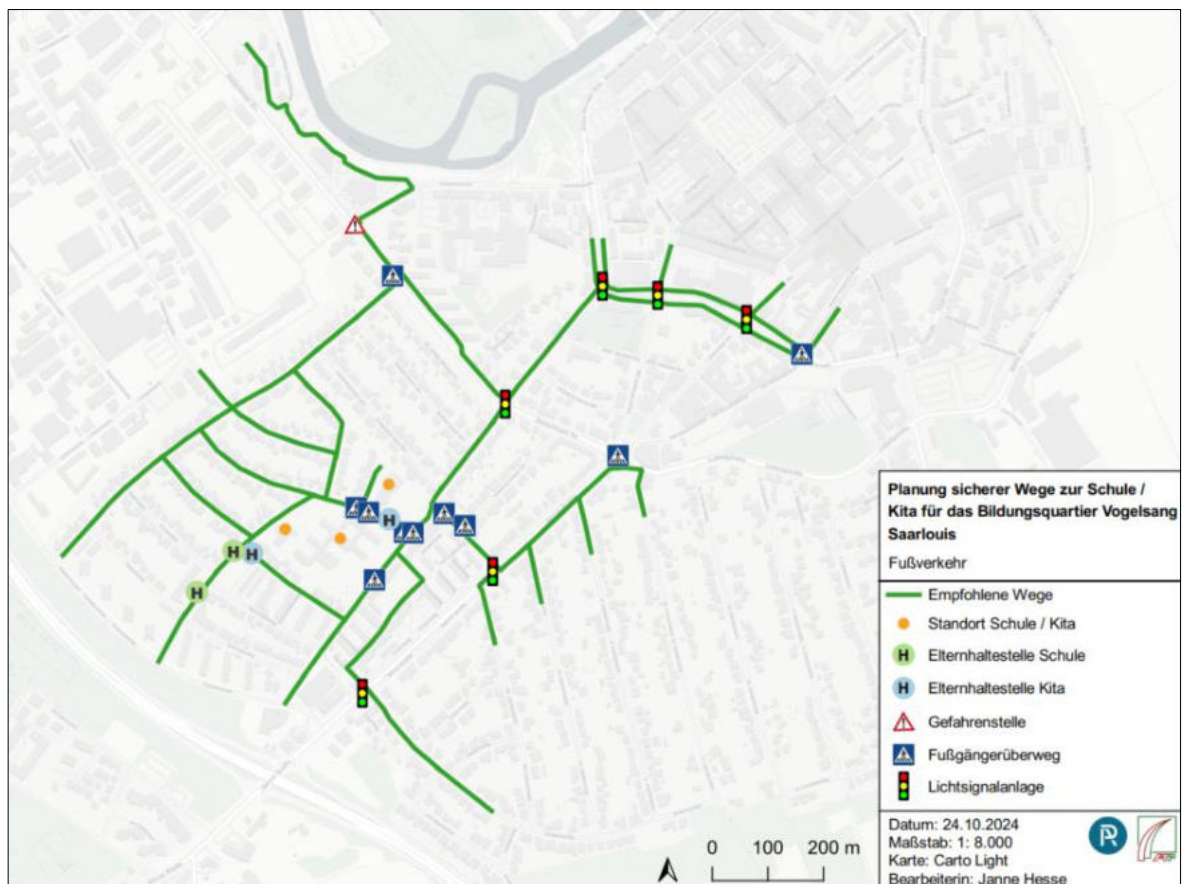 Planung sicherer Wege zur Schule /
Kita für das Bildungsquartier Vogelsang
Saarlouis
Fußverkehr
Empfohlene Wege
Standort Schule / Kita
H Elternhaltestelle Schule
H Elternhaltestelle Kita
Gefahrenstelle
Fußgängerüberweg
Lichtsignalanlage
Datum: 24.10.2024
Maßstab: 1: 8.000
Karte: Carto Light
Bearbeiterin: Janne Hesse
0 100 200 m
H
H
H
H